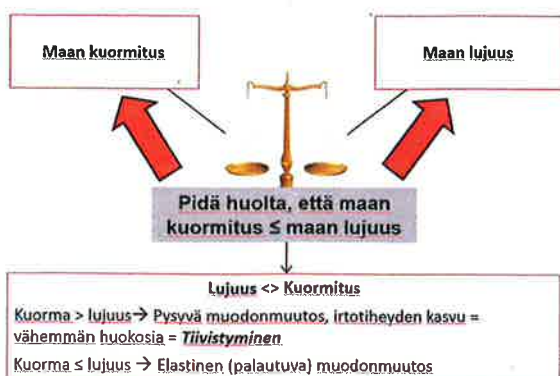 Maan kuormitus
Maan lujuus
Pidä huolta, että maan
kuormitus ≤ maan lujuus
Lujuus <> Kuormitus
Kuorma > lujuus→ Pysyvä muodonmuutos, irtotiheyden kasvu =
vähemmän huokosia = Tiivistyminen
Kuorma ≤ lujuus → Elastinen (palautuva) muodonmuutos